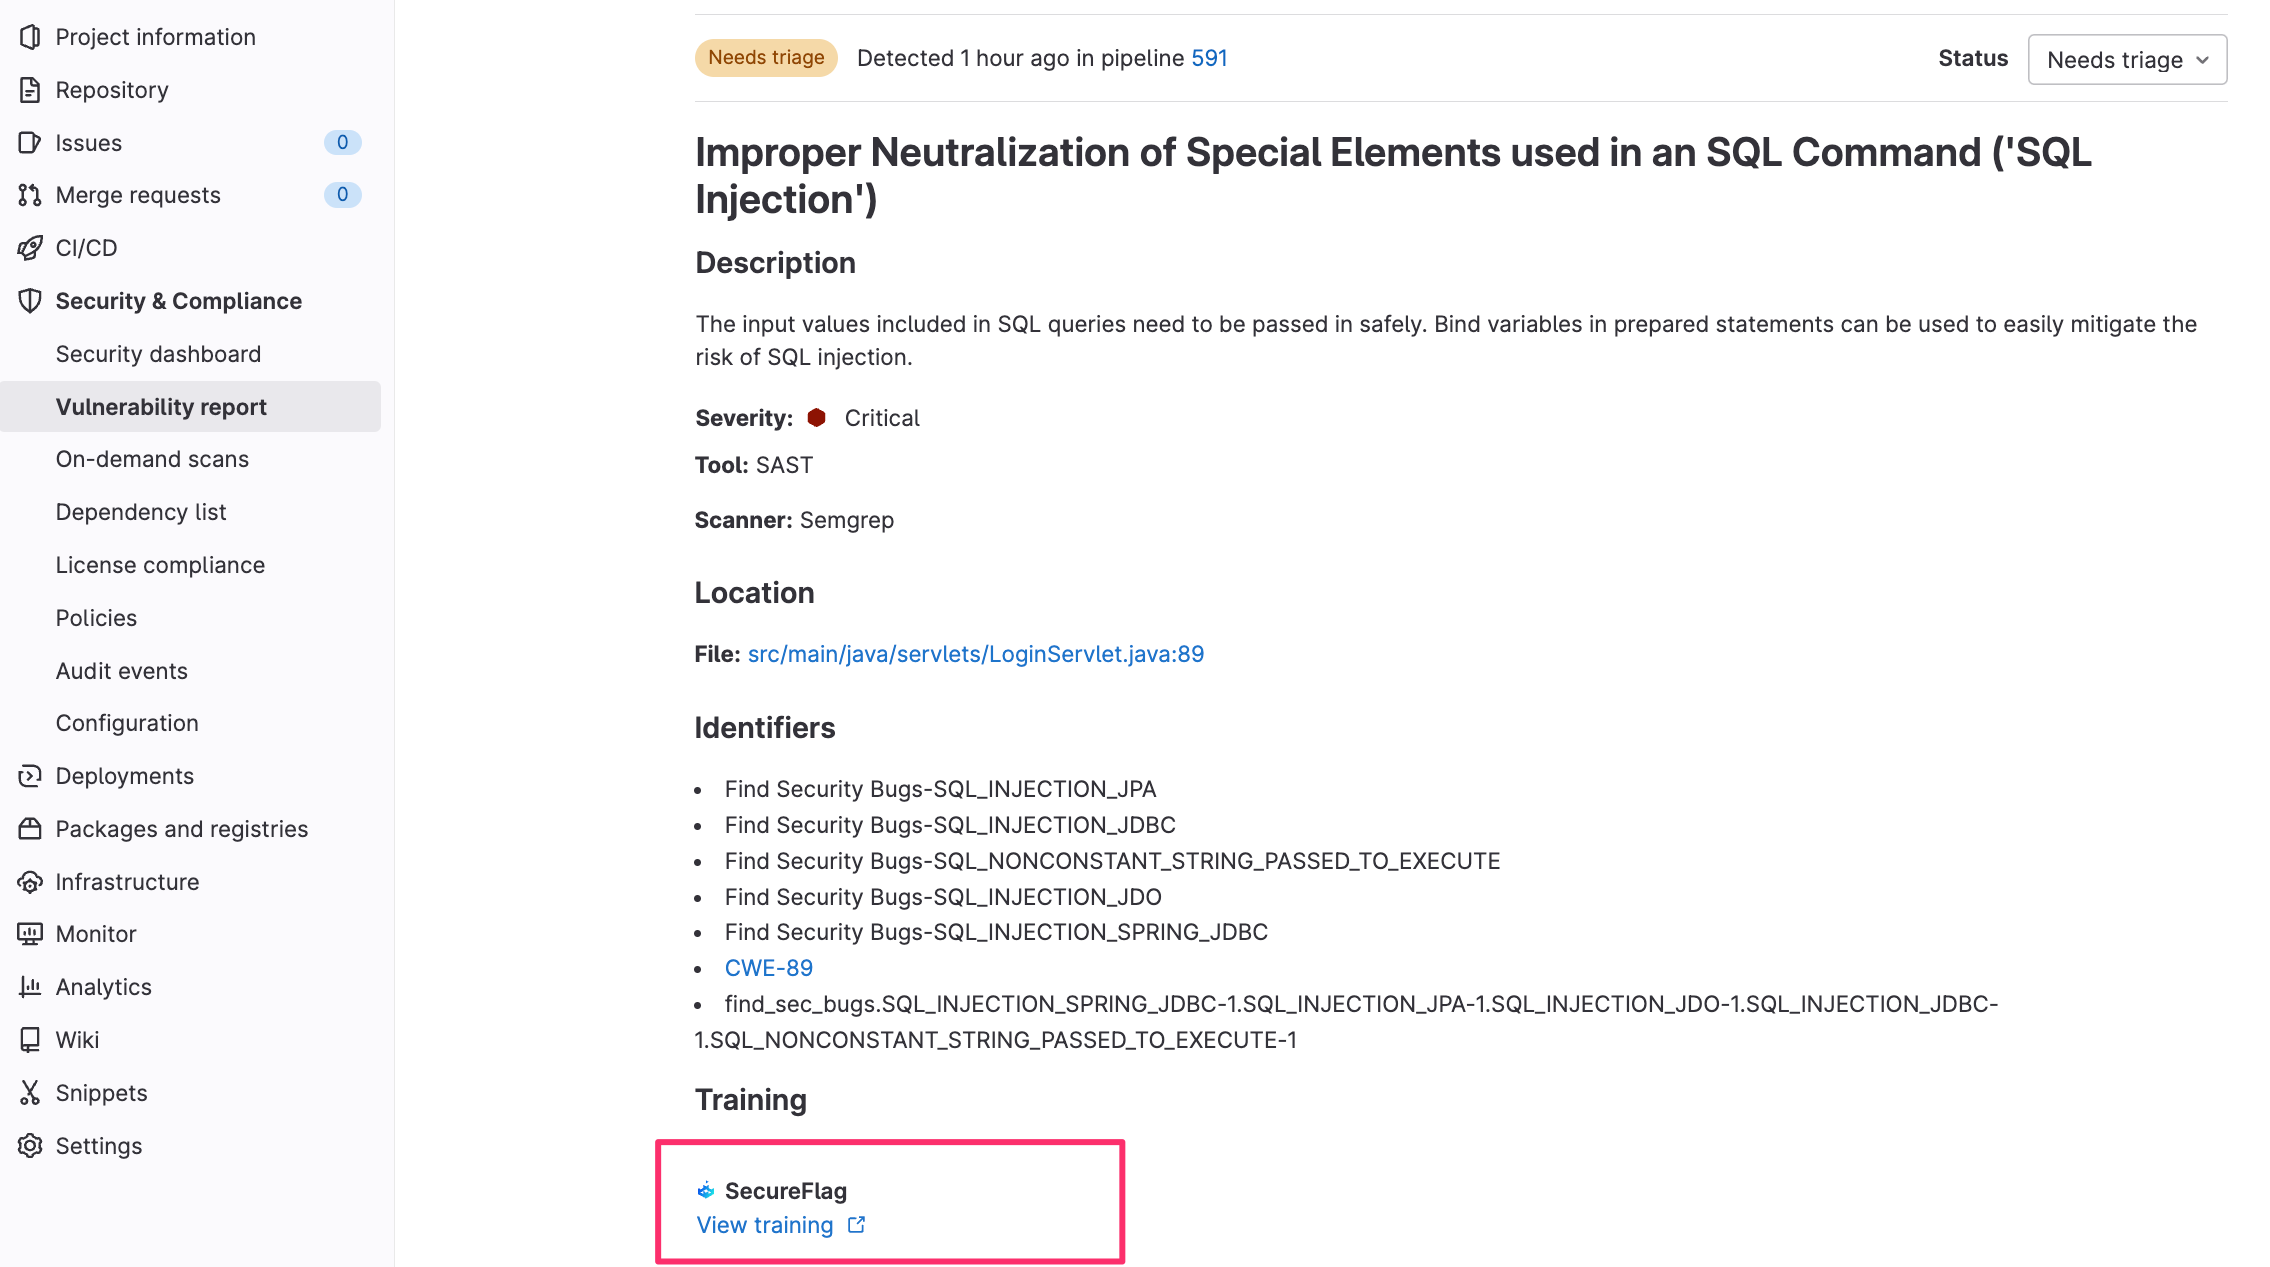 Project information
Repository
Issues 0
Merge requests 0
CI/CD
Security & Compliance
Security dashboard
Vulnerability report
On-demand scans
Dependency list
License compliance
Policies
Audit events
Configuration
Deployments
Packages and registries
Infrastructure
Monitor
Analytics
Wiki
Snippets
Settings
Needs triage Detected 1 hour ago in pipeline 591 Status Needs triage
Improper Neutralization of Special Elements used in an SQL Command ('SQL
Injection')
Description
The input values included in SQL queries need to be passed in safely. Bind variables in prepared statements can be used to easily mitigate the
risk of SQL injection.
Severity: Critical
Tool: SAST
Scanner: Semgrep
Location
File: src/main/java/servlets/LoginServlet.java:89
Identifiers
• Find Security Bugs-SQL_INJECTION_JPA
• Find Security Bugs-SQL_INJECTION_JDBC
• Find Security Bugs-SQL_NONCONSTANT_STRING_PASSED_TO_EXECUTE
• Find Security Bugs-SQL_INJECTION_JDO
• Find Security Bugs-SQL_INJECTION_SPRING_JDBC
• CWE-89
• find_sec_bugs.SQL_INJECTION_SPRING_JDBC-1.SQL_INJECTION_JPA-1.SQL_INJECTION_JDO-1.SQL_INJECTION_JDBC-
1.SQL_NONCONSTANT_STRING_PASSED_TO_EXECUTE-1
Training
SecureFlag
View training